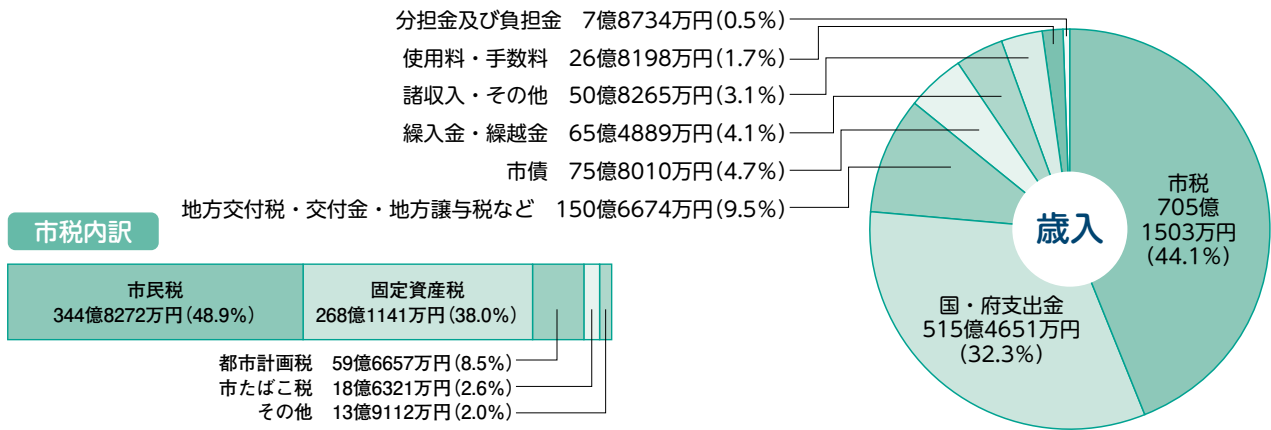 分担金及び負担金　7億8734万円(0.5%)
使用料・手数料　26億8198万円(1.7%)
諸収入・その他　50億8265万円(3.1%)
繰入金・繰越金　65億4889万円(4.1%)
市債　75億8010万円(4.7%)
地方交付税・交付金・地方譲与税など　150億6674万円(9.5%)
歳入
市税
705億
1503万円
(44.1%)
国・府支出金
515億4651万円
(32.3%)
市税内訳
市民税
344億8272万円(48.9%)
固定資産税
268億1141万円(38.0%)
都市計画税　59億6657万円(8.5%)
市たばこ税　18億6321万円(2.6%)
その他　13億9112万円(2.0%)